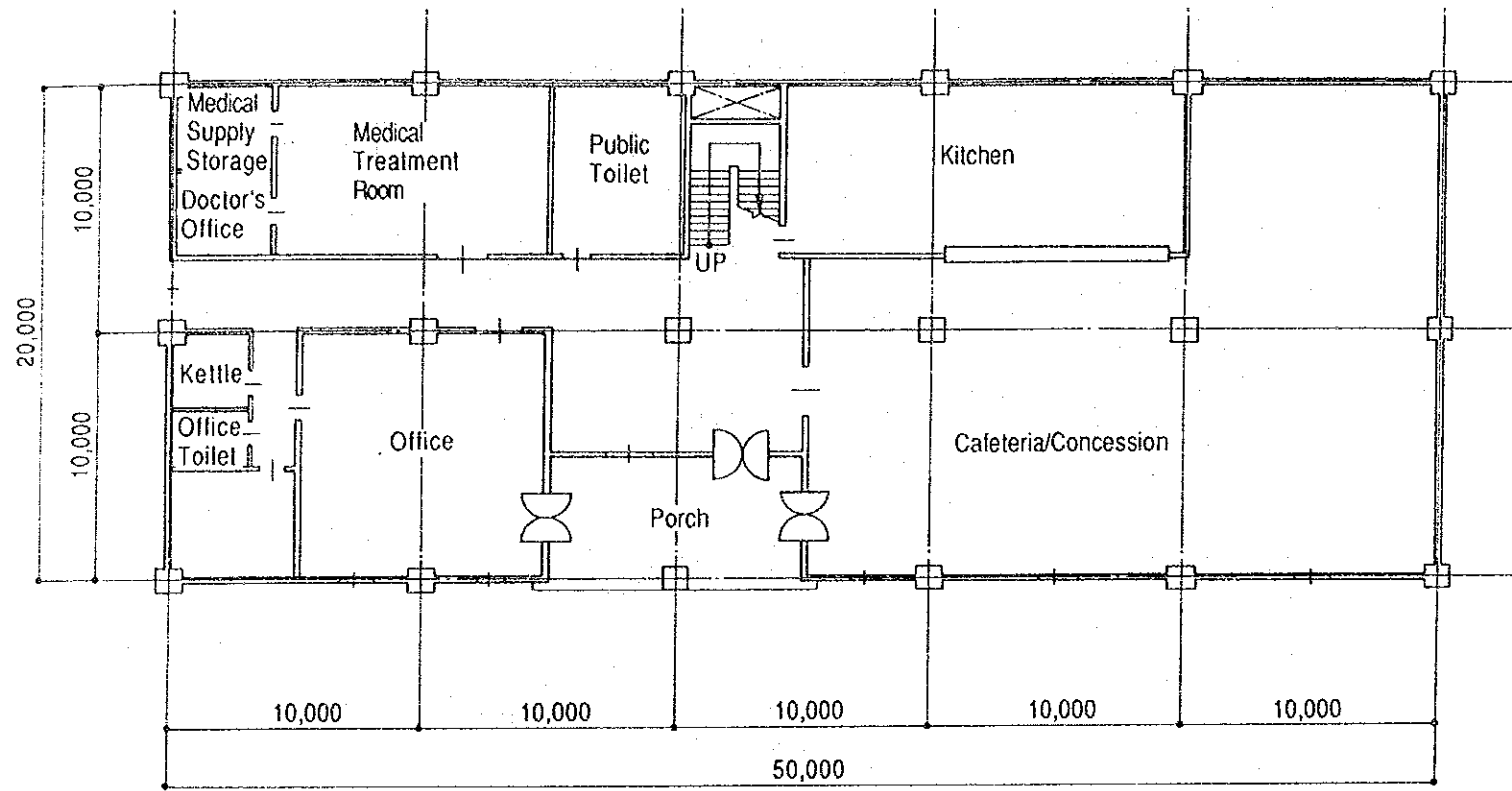 Medical
Supply
Storage
Doctor's
Office
Medical
Treatment
Room
Public
Toilet
Kitchen
UP
10,000
20,000
10,000
Kettle
Office
Toilet
Office
Cafeteria/Concession
Porch
10,000
10,000
10,000
10,000
10,000
50,000